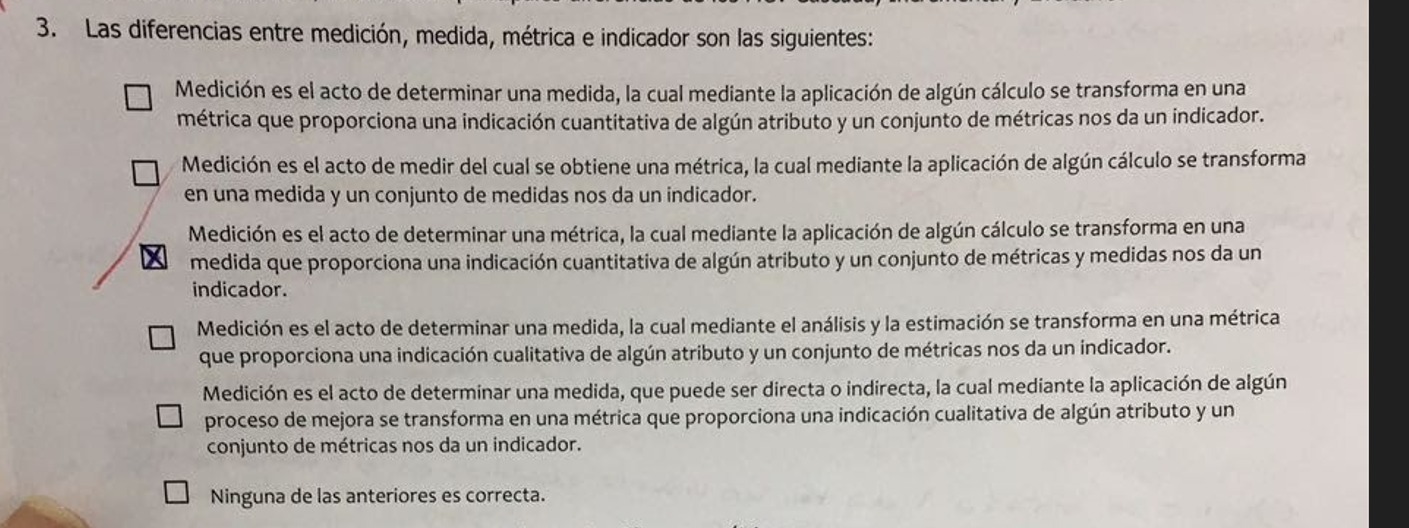 3. Las diferencias entre medición, medida, métrica e indicador son las siguientes:
Medición es el acto de determinar una medida, la cual mediante la aplicación de algún cálculo se transforma en una
métrica que proporciona una indicación cuantitativa de algún atributo y un conjunto de métricas nos da un indicador.
Medición es el acto de medir del cual se obtiene una métrica, la cual mediante la aplicación de algún cálculo se transforma
en una medida y un conjunto de medidas nos da un indicador.
Medición es el acto de determinar una métrica, la cual mediante la aplicación de algún cálculo se transforma en una
medida que proporciona una indicación cuantitativa de algún atributo y un conjunto de métricas y medidas nos da un
indicador.
Medición es el acto de determinar una medida, la cual mediante el análisis y la estimación se transforma en una métrica
que proporciona una indicación cualitativa de algún atributo y un conjunto de métricas nos da un indicador.
Medición es el acto de determinar una medida, que puede ser directa o indirecta, la cual mediante la aplicación de algún
proceso de mejora se transforma en una métrica que proporciona una indicación cualitativa de algún atributo y un
conjunto de métricas nos da un indicador.
Ninguna de las anteriores es correcta.